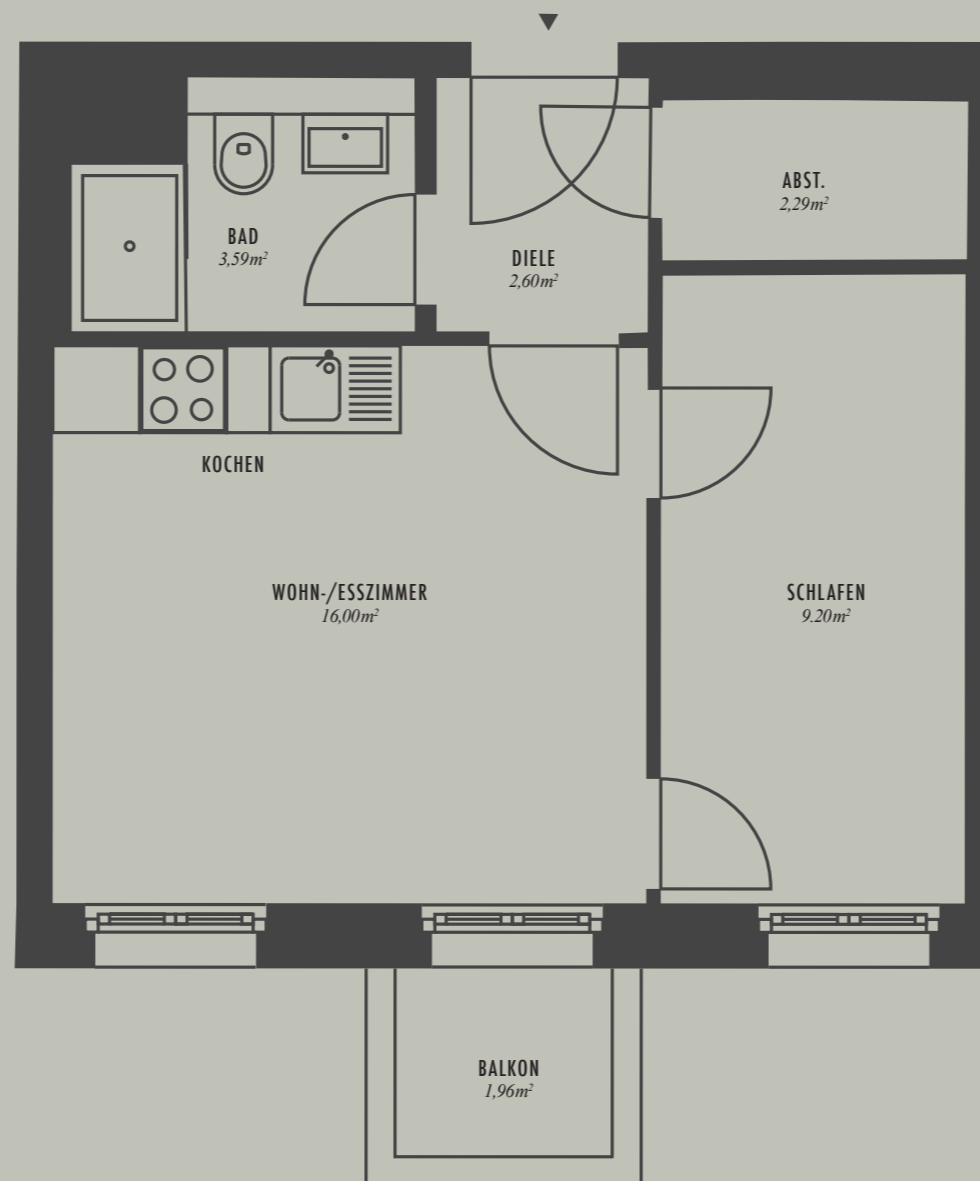 ABST.
2,29m²
BAD
3,59m²
DIELE
2,60m²
KOCHEN
WOHN-/ESSZIMMER
16,00m²
SCHLAFEN
9.20m²
BALKON
1,96m²